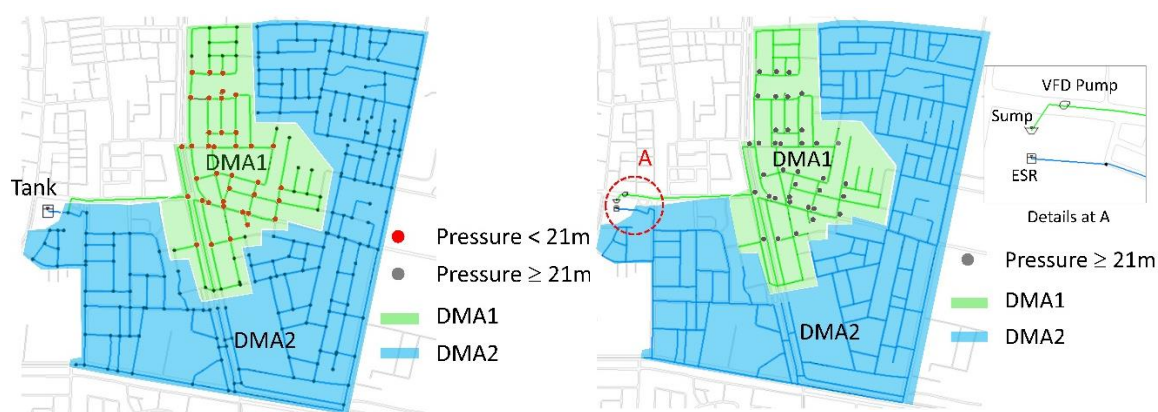 Tank
DMA1
DMA2
Pressure < 21m
Pressure ≥ 21m
DMA1
DMA2
A
DMA1
DMA2
VFD Pump
Sump
ESR
Details at A
Pressure ≥ 21m
DMA1
DMA2